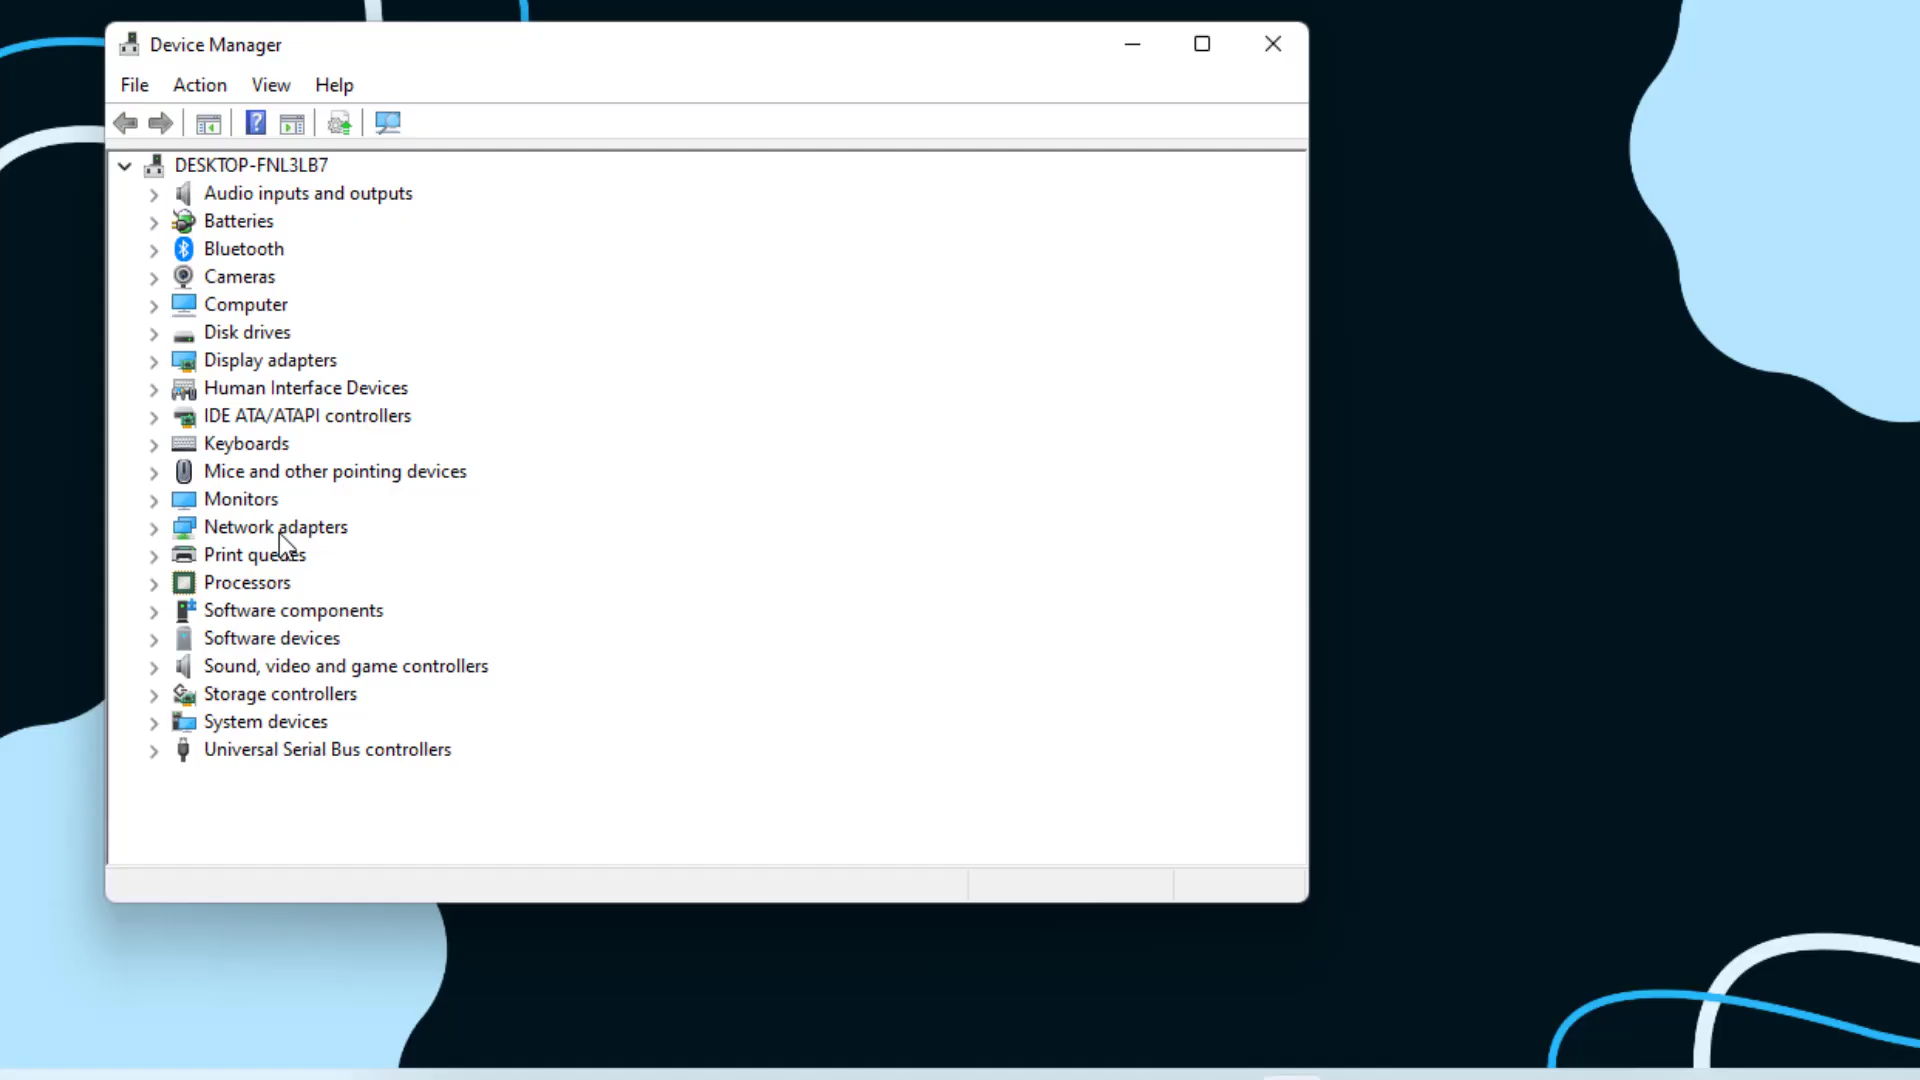 Device Manager
File Action View Help
DESKTOP-FNL3LB7
Audio inputs and outputs
Batteries
Bluetooth
Cameras
Computer
Disk drives
Display adapters
Human Interface Devices
IDE ATA/ATAPI controllers
Keyboards
Mice and other pointing devices
Monitors
Network adapters
Print queues
Processors
Software components
Software devices
Sound, video and game controllers
Storage controllers
System devices
Universal Serial Bus controllers